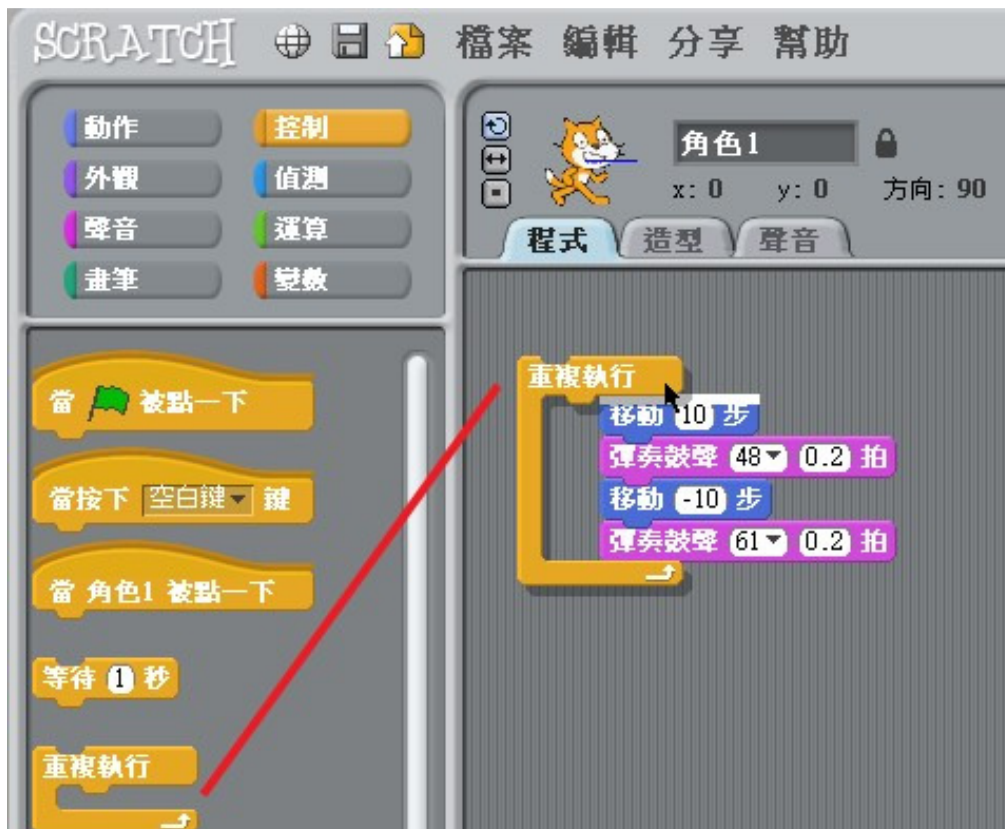 SCRATCH 檔案 編輯 分享 幫助
動作 控制
外觀 偵測
聲音 運算
畫筆 變數
角色1
x: 0 y: 0 方向: 90
程式 造型 聲音
當 被點一下
當按下 空白鍵 鍵
當 角色1 被點一下
等待 1 秒
重複執行
重複執行
移動 10 步
彈奏鼓聲 48 0.2 拍
移動 -10 步
彈奏鼓聲 61 0.2 拍